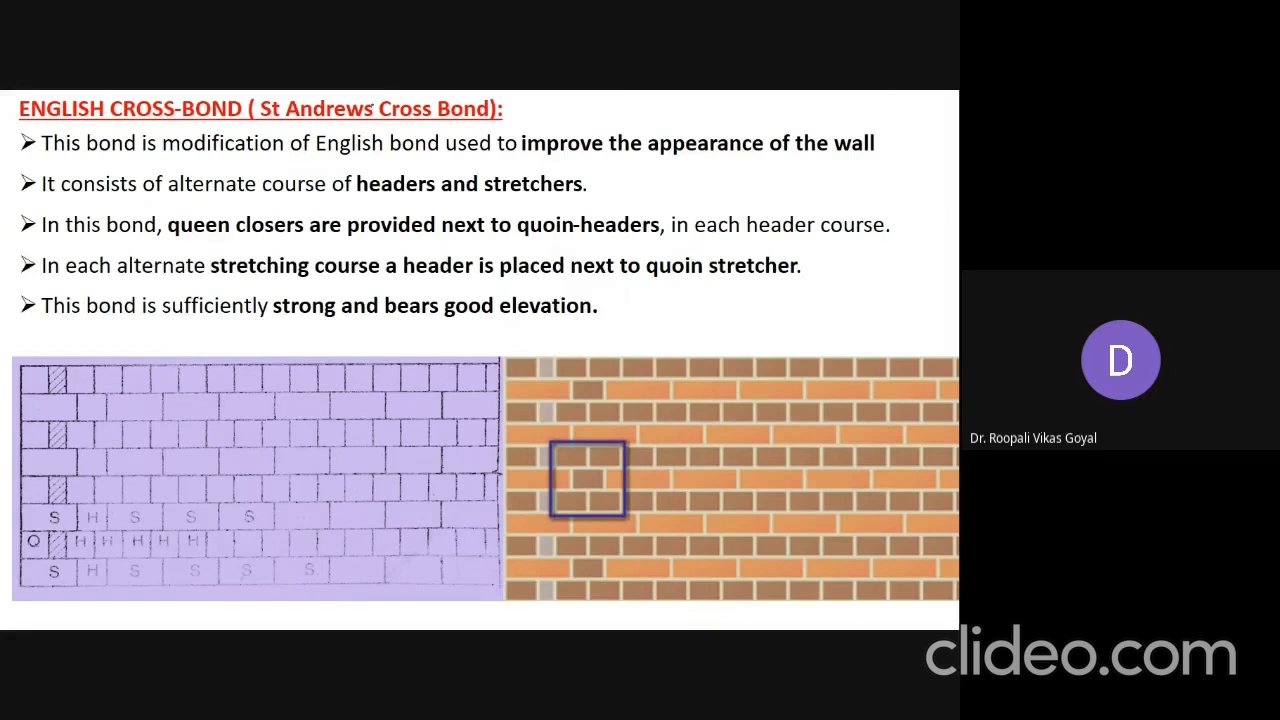 ENGLISH CROSS-BOND ( St Andrews Cross Bond):
➢ This bond is modification of English bond used to improve the appearance of the wall
➢ It consists of alternate course of headers and stretchers.
➢ In this bond, queen closers are provided next to quoin-headers, in each header course.
➢ In each alternate stretching course a header is placed next to quoin stretcher.
➢ This bond is sufficiently strong and bears good elevation.
S H S S S
Q H H H H H
S H S S S S
D
Dr. Roopali Vikas Goyal
clideo.com